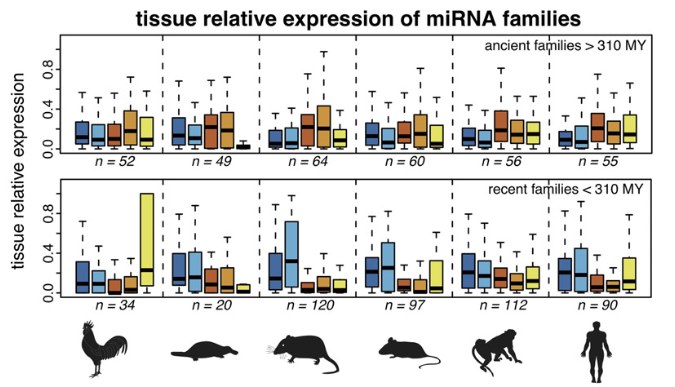 tissue relative expression of miRNA families
ancient families > 310 MY
tissue relative expression
0.8
0.4
0.0
n = 52 n = 49 n = 64 n = 60 n = 56 n = 55
recent families < 310 MY
0.8
0.4
0.0
n = 34 n = 20 n = 120 n = 97 n = 112 n = 90